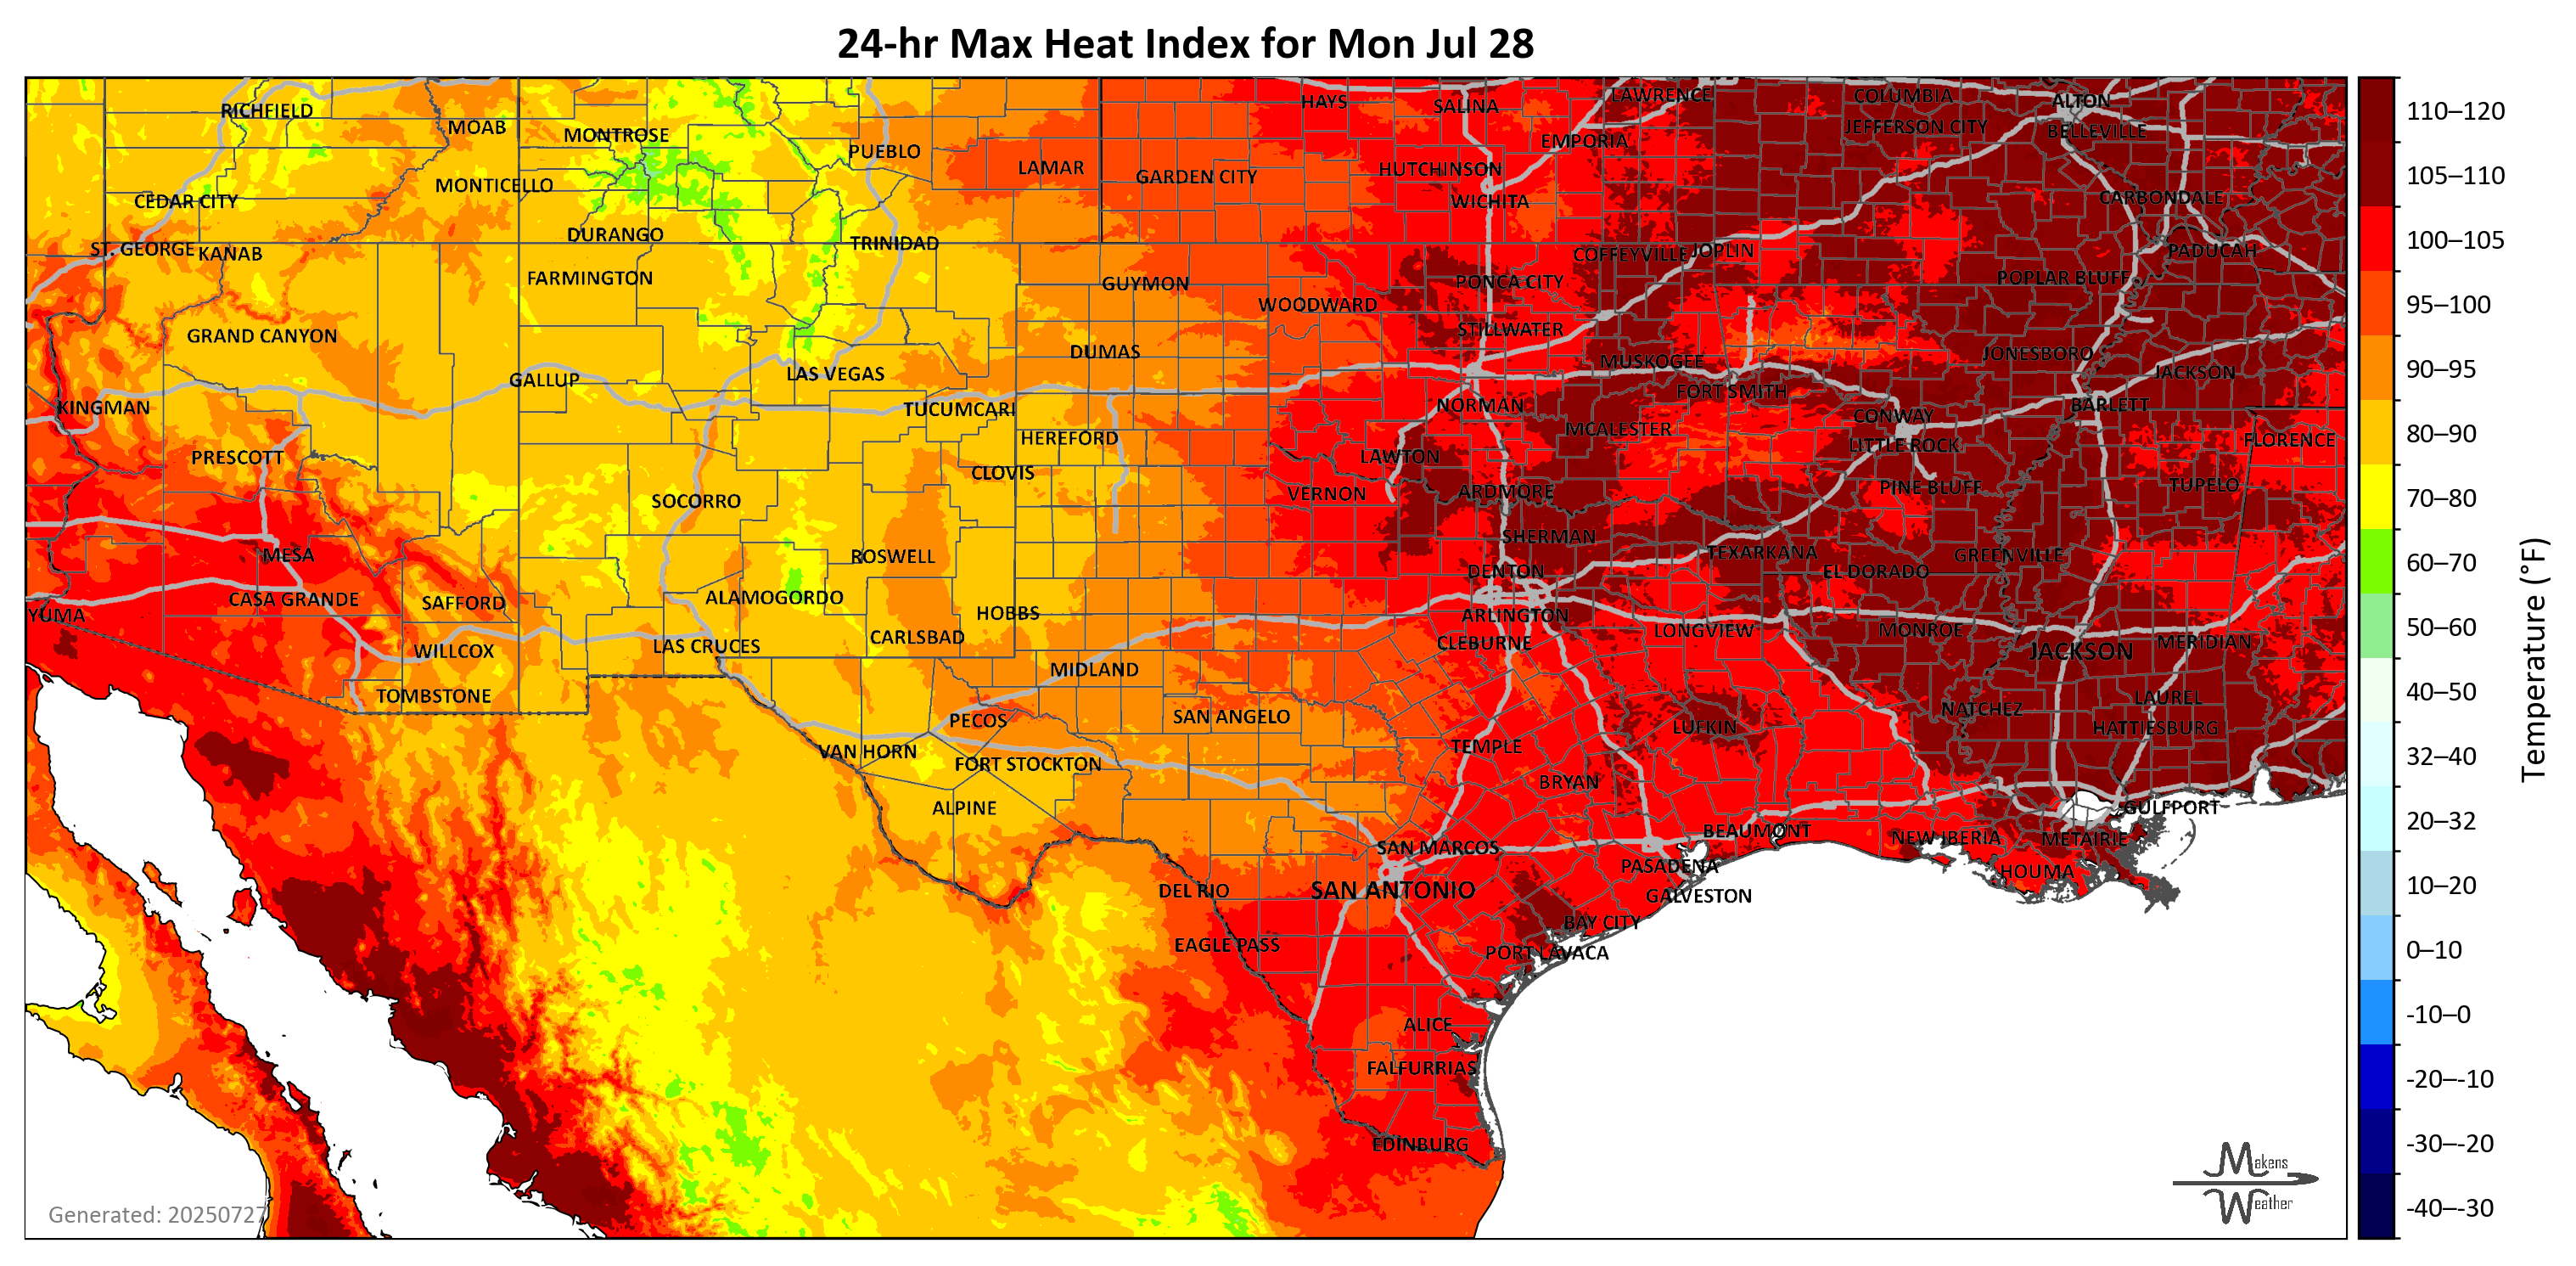 24-hr Max Heat Index for Mon Jul 28
RICHFIELD
MOAB
MONTROSE
PUEBLO
LAMAR
GARDEN CITY
HAYS
SALINA
LAWRENCE
EMPORIA
COLUMBIA
JEFFERSON CITY
ALTON
BELLEVILLE
CEDAR CITY
MONTICELLO
HUTCHINSON
WICHITA
CARBONDALE
ST. GEORGE
KANAB
DURANGO
TRINIDAD
COFFEYVILLE
JOPLIN
PADUCAH
FARMINGTON
GUYMON
WOODWARD
PONCA CITY
POPLAR BLUFF
GRAND CANYON
DUMAS
STILLWATER
MUSKOGEE
JONESBORO
GALLUP
LAS VEGAS
FORT SMITH
JACKSON
KINGMAN
TUCUMCARI
NORMAN
CONWAY
BARLETT
PRESCOTT
HEREFORD
MCALESTER
LITTLE ROCK
FLORENCE
CLOVIS
LAWTON
SOCORRO
VERNON
ARDMORE
PINE BLUFF
TUPELO
MESA
ROSWELL
SHERMAN
TEXARKANA
GREENVILLE
DENTON
EL DORADO
YUMA
CASA GRANDE
SAFFORD
ALAMOGORDO
HOBBS
ARLINGTON
WILLCOX
LAS CRUCES
CARLSBAD
CLEBURNE
LONGVIEW
MONROE
JACKSON
MERIDIAN
TOMBSTONE
MIDLAND
PECOS
SAN ANGELO
LUFKIN
NATCHEZ
LAUREL
HATTIESBURG
VAN HORN
FORT STOCKTON
TEMPLE
BRYAN
ALPINE
GULFPORT
SAN MARCOS
BEAUMONT
NEW IBERIA
METAIRIE
DEL RIO
SAN ANTONIO
PASADENA
HOUMA
GALVESTON
EAGLE PASS
BAY CITY
PORT LAVACA
ALICE
FALFURRIAS
EDINBURG
Generated: 20250727
Makens
Weather
110–120
105–110
100–105
95–100
90–95
80–90
70–80
60–70
50–60
40–50
32–40
20–32
10–20
0–10
-10–0
-20–-10
-30–-20
-40–-30
Temperature (°F)